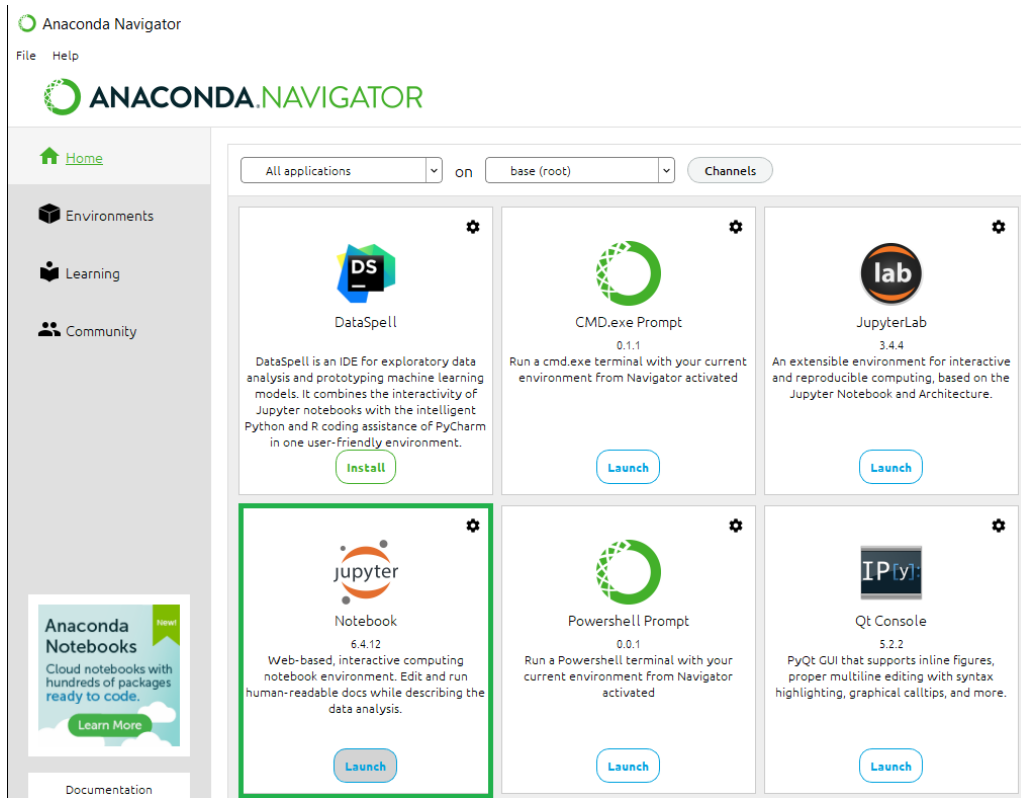 Anaconda Navigator
File Help
ANACONDA.NAVIGATOR
Home
Environments
Learning
Community
Anaconda
Notebooks
New!
Cloud notebooks with
hundreds of packages
ready to code.
Learn More
Documentation
All applications on base (root) Channels
DS
DataSpell
DataSpell is an IDE for exploratory data
analysis and prototyping machine learning
models. It combines the interactivity of
Jupyter notebooks with the intelligent
Python and R coding assistance of PyCharm
in one user-friendly environment.
Install
CMD.exe Prompt
0.1.1
Run a cmd.exe terminal with your current
environment from Navigator activated
Launch
lab
JupyterLab
3.4.4
An extensible environment for interactive
and reproducible computing, based on the
Jupyter Notebook and Architecture.
Launch
jupyter
Notebook
6.4.12
Web-based, interactive computing
notebook environment. Edit and run
human-readable docs while describing the
data analysis.
Launch
Powershell Prompt
0.0.1
Run a Powershell terminal with your
current environment from Navigator
activated
Launch
IP[y]:
Qt Console
5.2.2
PyQt GUI that supports inline figures,
proper multiline editing with syntax
highlighting, graphical calltips, and more.
Launch